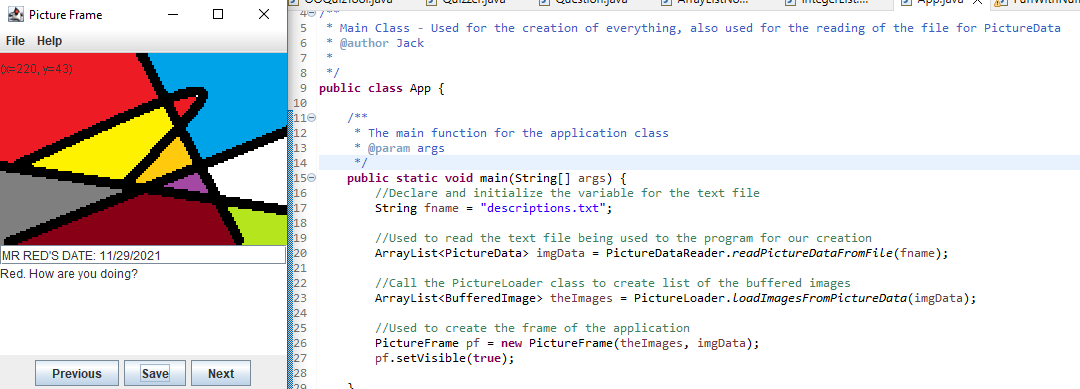 Picture Frame
File Help
(x=220, y=43)
MR RED'S DATE: 11/29/2021
Red. How are you doing?
Previous Save Next
Question.java
App.java
4 /**
5 * Main Class - Used for the creation of everything, also used for the reading of the file for PictureData
6 * @author Jack
7 *
8 */
9 public class App {
10
11 /**
12 * The main function for the application class
13 * @param args
14 */
15 public static void main(String[] args) {
16 //Declare and initialize the variable for the text file
17 String fname = "descriptions.txt";
18
19 //Used to read the text file being used to the program for our creation
20 ArrayList<PictureData> imgData = PictureDataReader.readPictureDataFromFile(fname);
21
22 //Call the PictureLoader class to create list of the buffered images
23 ArrayList<BufferedImage> theImages = PictureLoader.loadImagesFromPictureData(imgData);
24
25 //Used to create the frame of the application
26 PictureFrame pf = new PictureFrame(theImages, imgData);
27 pf.setVisible(true);
28
29 }